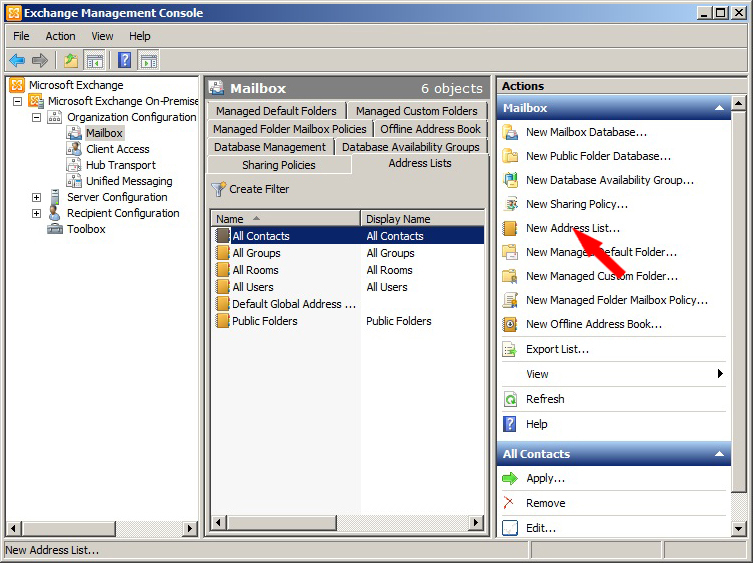 Exchange Management Console
File Action View Help
Microsoft Exchange
Microsoft Exchange On-Premise
Organization Configuration
Mailbox
Client Access
Hub Transport
Unified Messaging
Server Configuration
Recipient Configuration
Toolbox
Mailbox 6 objects
Managed Default Folders Managed Custom Folders
Managed Folder Mailbox Policies Offline Address Book
Database Management Database Availability Groups
Sharing Policies Address Lists
Create Filter
Name Display Name
All Contacts All Contacts
All Groups All Groups
All Rooms All Rooms
All Users All Users
Default Global Address ...
Public Folders Public Folders
Actions
Mailbox
New Mailbox Database...
New Public Folder Database...
New Database Availability Group...
New Sharing Policy...
New Address List...
New Managed Default Folder...
New Managed Custom Folder...
New Managed Folder Mailbox Policy...
New Offline Address Book...
Export List...
View
Refresh
Help
All Contacts
Apply...
Remove
Edit...
New Address List...